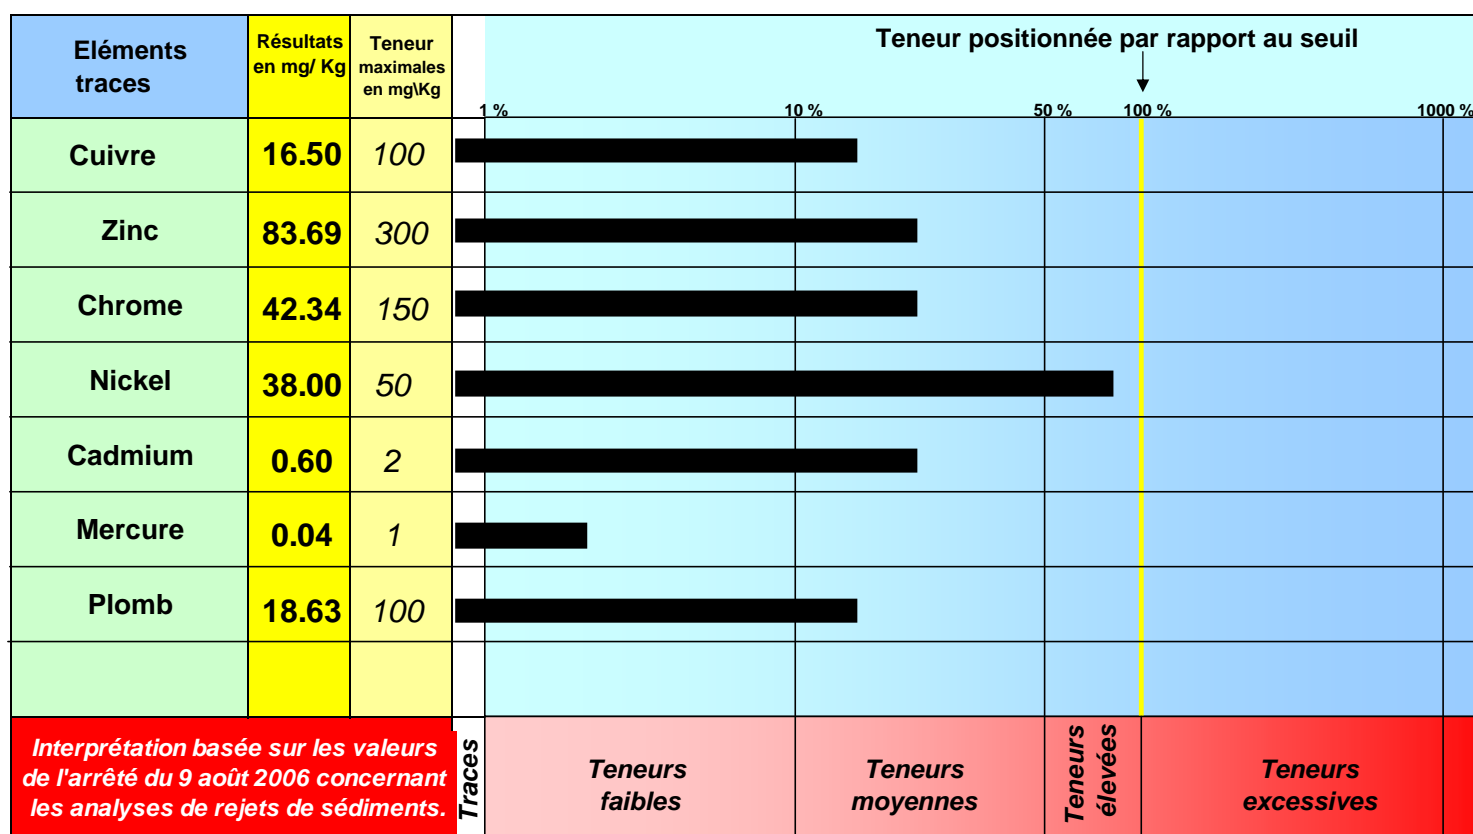 Eléments
traces
Résultats
en mg/ Kg
Teneur
maximales
en mg\Kg
Teneur positionnée par rapport au seuil
1 %
10 %
50 %
100 %
1000 %
Cuivre
16.50
100
Zinc
83.69
300
Chrome
42.34
150
Nickel
38.00
50
Cadmium
0.60
2
Mercure
0.04
1
Plomb
18.63
100
Interprétation basée sur les valeurs
de l'arrêté du 9 août 2006 concernant
les analyses de rejets de sédiments.
Traces
Teneurs
faibles
Teneurs
moyennes
Teneurs
élevées
Teneurs
excessives